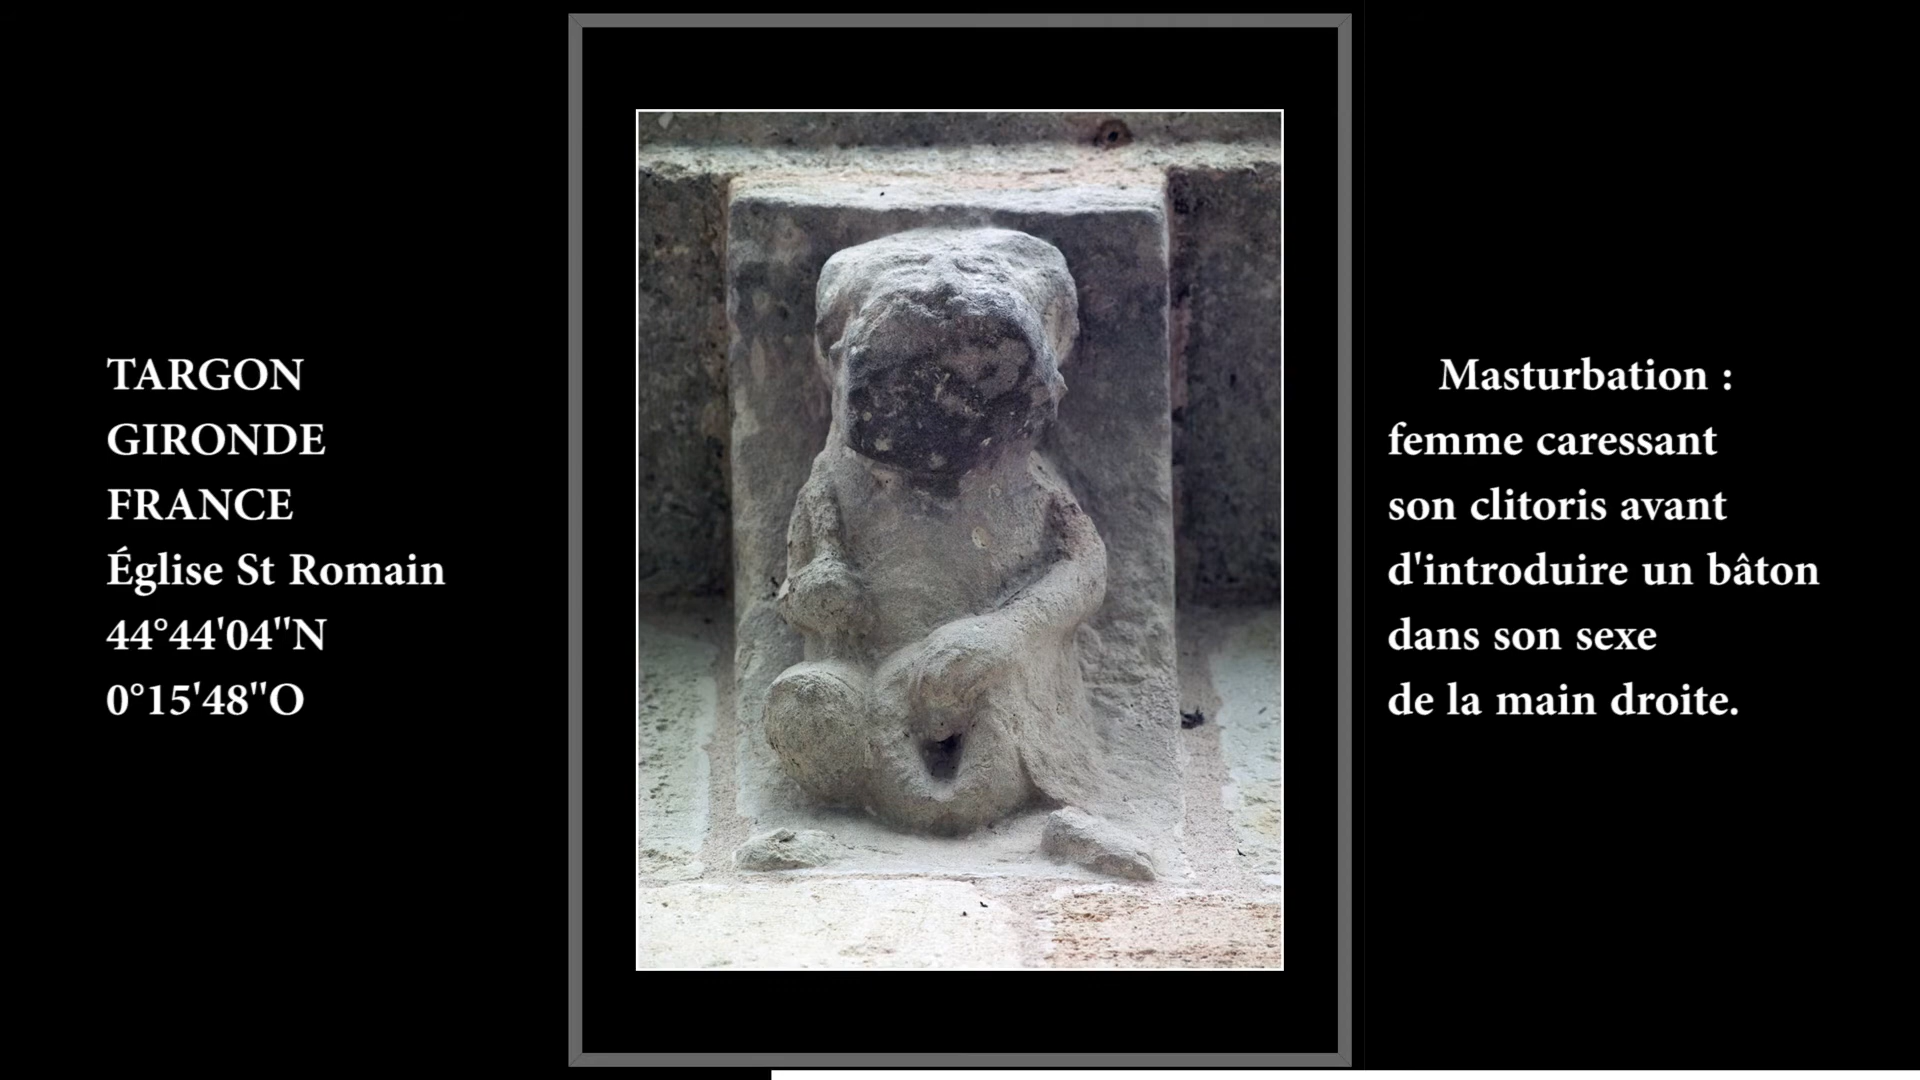 TARGON
GIRONDE
FRANCE
Église St Romain
44°44'04"N
0°15'48"O
Masturbation :
femme caressant
son clitoris avant
d'introduire un bâton
dans son sexe
de la main droite.